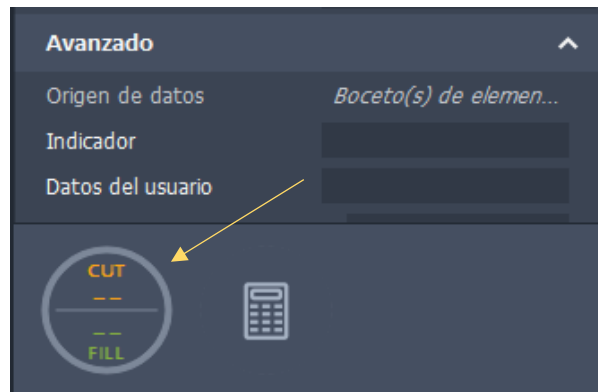 Avanzado
Origen de datos Boceto(s) de elemen...
Indicador
Datos del usuario
CUT
--
--
FILL